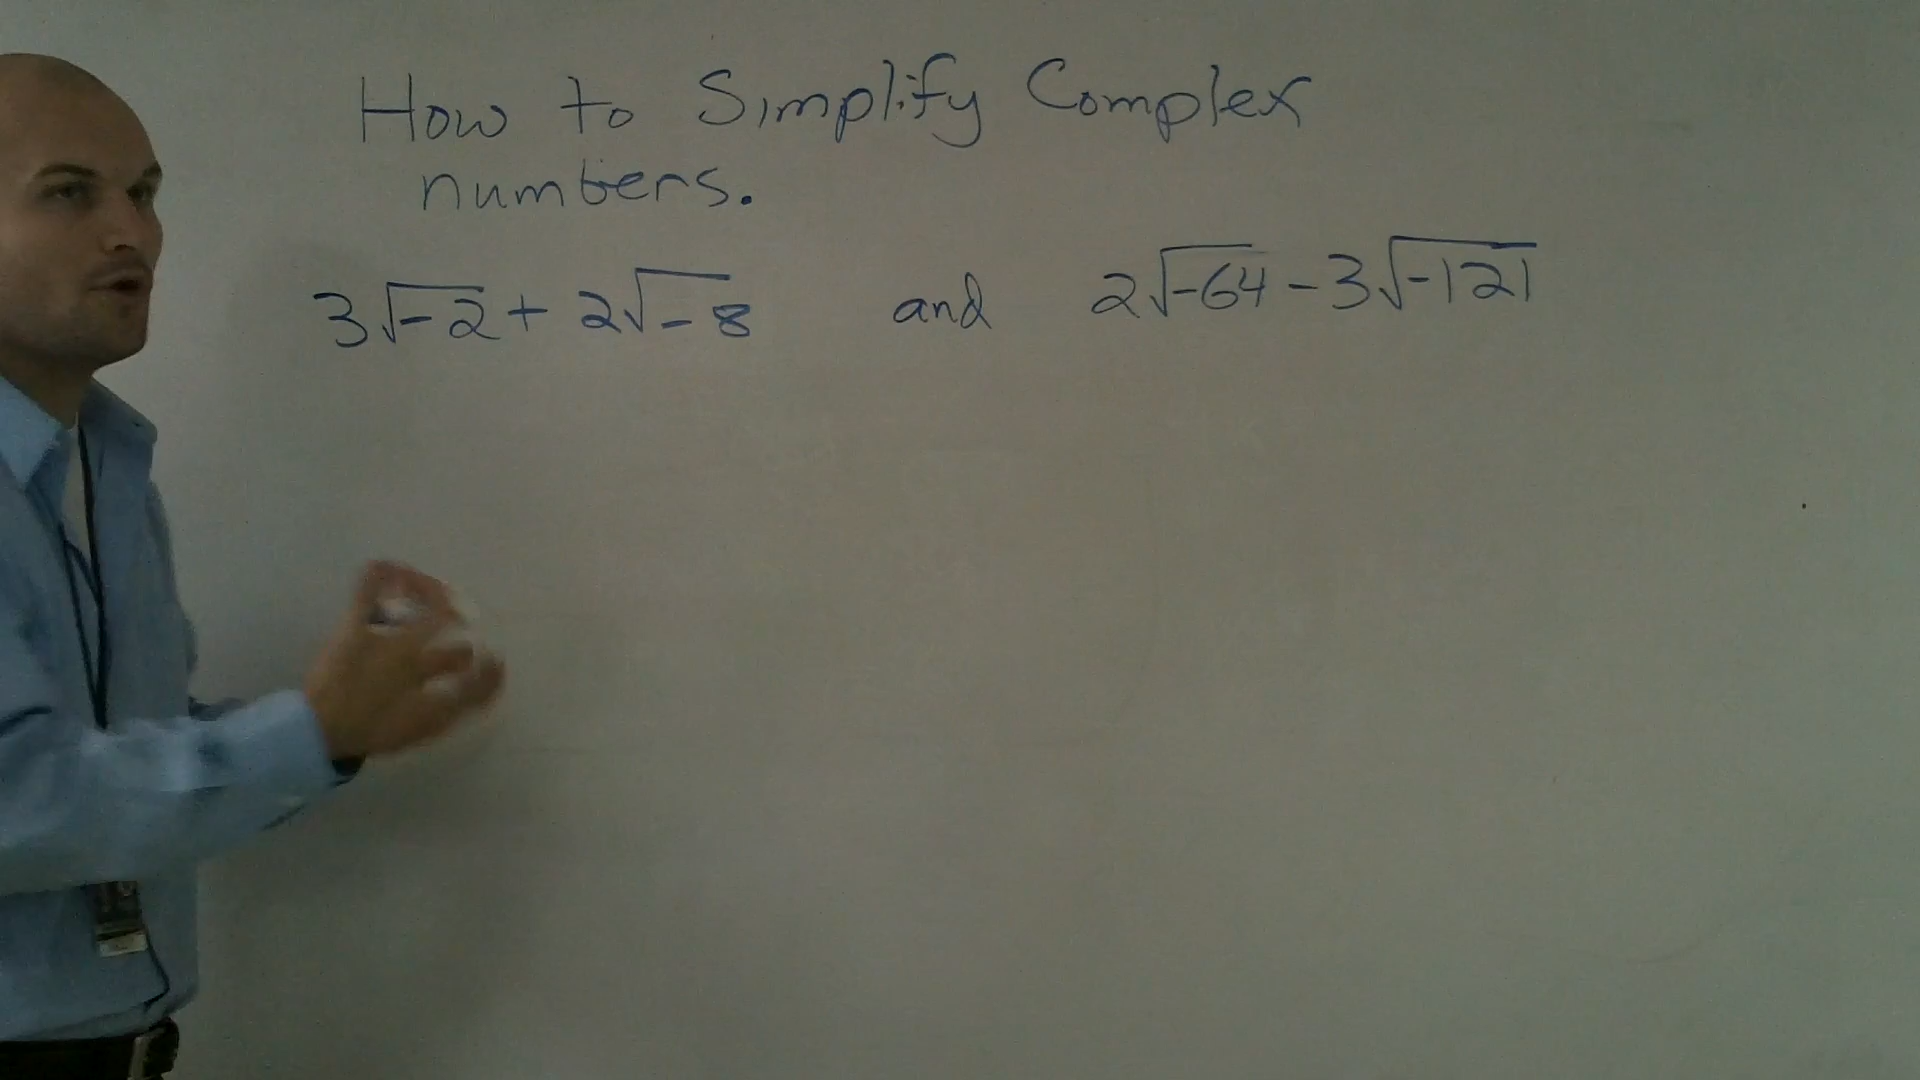 How to Simplify Complex
numbers.
3√-2 + 2√-8 and 2√-64 - 3√-121